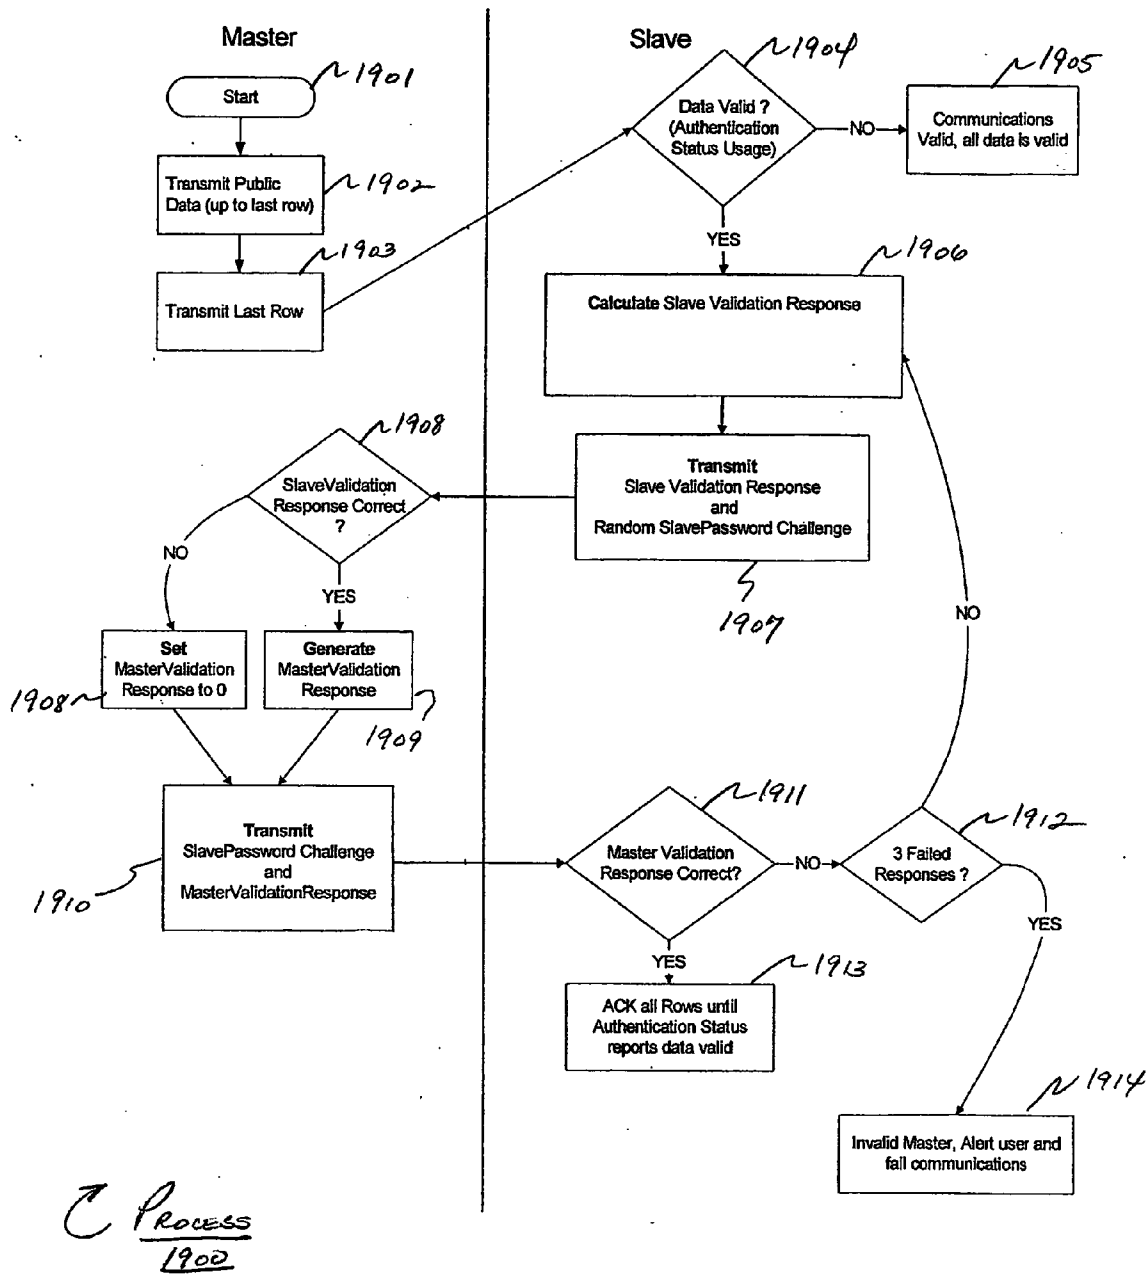 Master
1901
Start
1902
Transmit Public
Data (up to last row)
1903
Transmit Last Row
Slave
1904
Data Valid ?
(Authentication
Status Usage)
NO
1905
Communications
Valid, all data is valid
YES
1906
Calculate Slave Validation Response
Transmit
Slave Validation Response
and
Random SlavePassword Challenge
1907
1908
SlaveValidation
Response Correct
?
NO
YES
Set
MasterValidation
Response to 0
1908
Generate
MasterValidation
Response
1909
Transmit
SlavePassword Challenge
and
MasterValidationResponse
1910
1911
Master Validation
Response Correct?
NO
1912
3 Failed
Responses ?
NO
YES
YES
1913
ACK all Rows until
Authentication Status
reports data valid
1914
Invalid Master, Alert user and
fail communications
PROCESS
1900